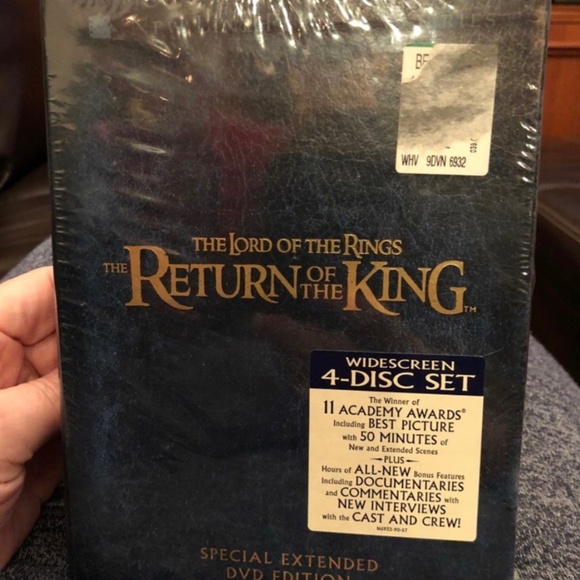 BE
WHV 9DVN 6932
THE LORD OF THE RINGS
THE RETURN OF THE KING™
WIDESCREEN
4-DISC SET
The Winner of
11 ACADEMY AWARDS®
Including BEST PICTURE
with 50 MINUTES of
New and Extended Scenes
PLUS
Hours of ALL-NEW Bonus Features
Including DOCUMENTARIES
and COMMENTARIES with
NEW INTERVIEWS
with the CAST AND CREW!
SPECIAL EXTENDED
DVD EDITION